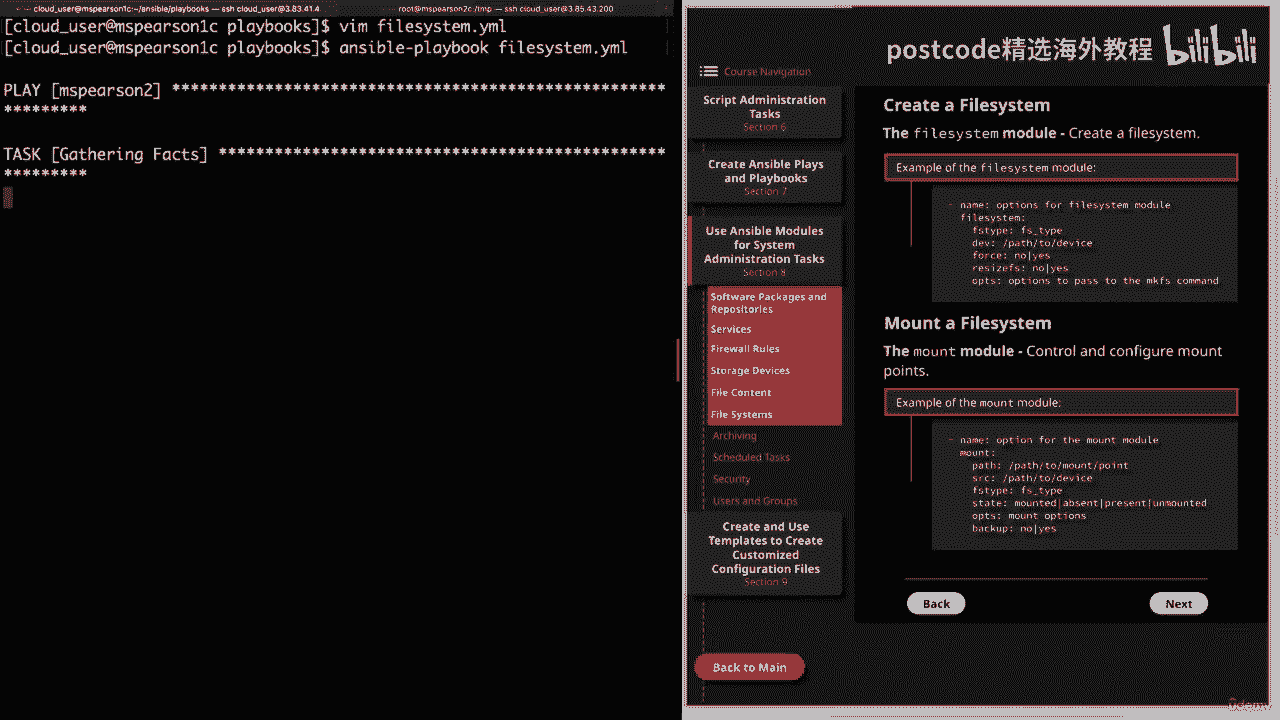 cloud_user@mspearson1c:~/ansible/playbooks — ssh cloud_user@3.83.41.4
root@mspearson2c:/tmp — ssh cloud_user@3.85.43.200
[cloud_user@mspearson1c playbooks]$ vim filesystem.yml
[cloud_user@mspearson1c playbooks]$ ansible-playbook filesystem.yml
PLAY [mspearson2] *****************************************************
*********
TASK [Gathering Facts] ************************************************
*********
postcode精选海外教程 bilibili
Course Navigation
Script Administration
Tasks
Section 6
Create Ansible Plays
and Playbooks
Section 7
Use Ansible Modules
for System
Administration Tasks
Section 8
Software Packages and
Repositories
Services
Firewall Rules
Storage Devices
File Content
File Systems
Archiving
Scheduled Tasks
Security
Users and Groups
Create and Use
Templates to Create
Customized
Configuration Files
Section 9
Back to Main
Create a Filesystem
The filesystem module - Create a filesystem.
Example of the filesystem module:
- name: options for filesystem module
filesystem:
fstype: fs_type
dev: /path/to/device
force: no|yes
resizefs: no|yes
opts: options to pass to the mkfs command
Mount a Filesystem
The mount module - Control and configure mount
points.
Example of the mount module:
- name: option for the mount module
mount:
path: /path/to/mount/point
src: /path/to/device
fstype: fs_type
state: mounted|absent|present|unmounted
opts: mount options
backup: no|yes
Back
Next
Udemy